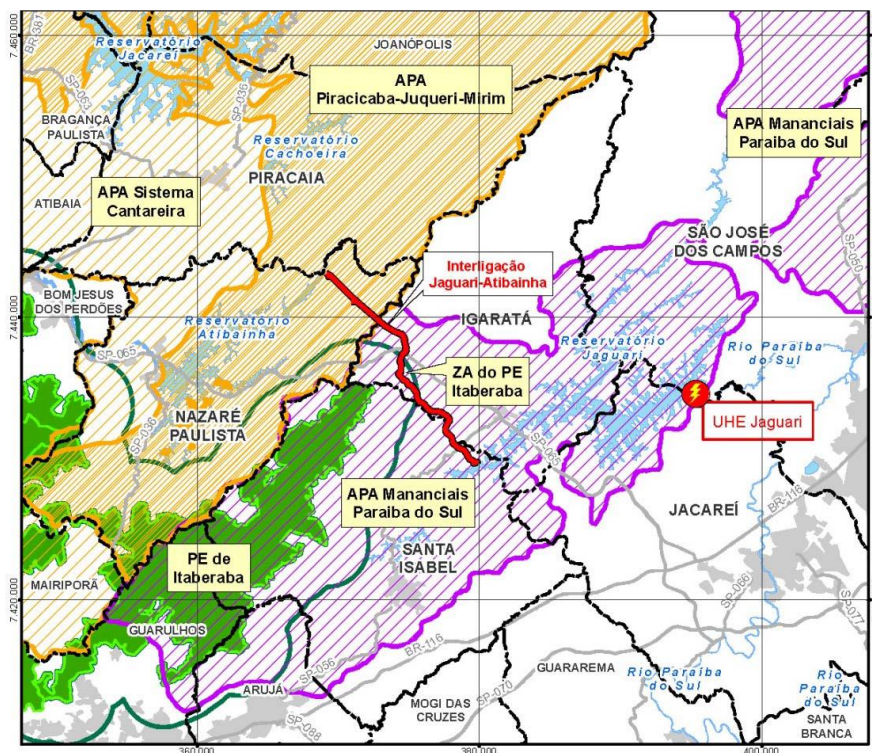 7.460.000
BR-381
Reservatório
Jacareí
SP-036
JOANÓPOLIS
APA
Piracicaba-Juqueri-Mirim
SP-063
BRAGANÇA
PAULISTA
Reservatório
Cachoeira
PIRACAIA
APA Mananciais
Paraiba do Sul
ATIBAIA
APA Sistema
Cantareira
SÃO JOSÉ
DOS CAMPOS
SP-050
Interligação
Jaguari-Atibainha
BOM JESUS
DOS PERDÕES
7.440.000
Reservatório
Atibainha
IGARATÁ
Reservatório
Jaguari
Rio Paraiba
do Sul
SP-065
ZA do PE
Itaberaba
NAZARÉ
PAULISTA
SP-036
UHE Jaguari
SP-065
APA Mananciais
Paraiba do Sul
JACAREÍ
BR-116
PE de
Itaberaba
SANTA
ISABEL
MAIRIPORÃ
SP-066
SP-077
7.420.000
GUARULHOS
BR-116
SP-056
GUARAREMA
ARUJÁ
SP-070
Rio Paraiba
do Sul
Rio
Paraiba
do Sul
MOGI DAS
CRUZES
SP-088
SANTA
BRANCA
360.000
380.000
400.000